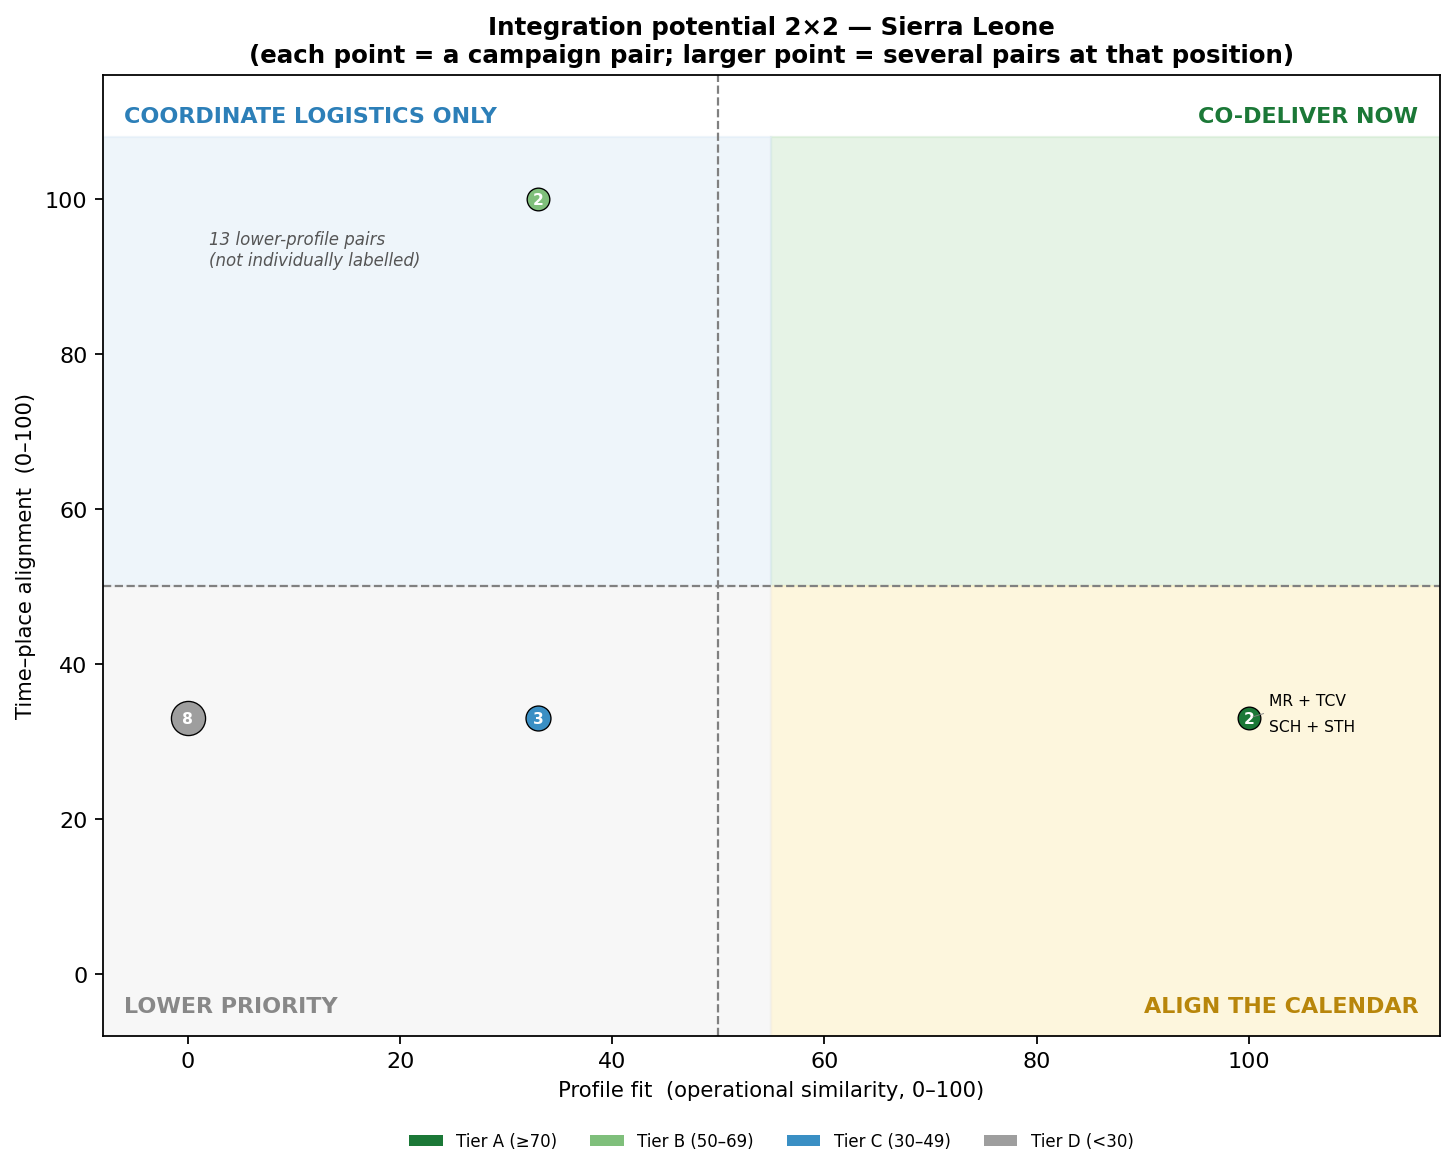 Integration potential 2×2 — Sierra Leone
(each point = a campaign pair; larger point = several pairs at that position)
COORDINATE LOGISTICS ONLY
CO-DELIVER NOW
100
2
13 lower-profile pairs
(not individually labelled)
80
60
Time–place alignment  (0–100)
40
8
3
2
MR + TCV
SCH + STH
20
0
LOWER PRIORITY
ALIGN THE CALENDAR
0 20 40 60 80 100
Profile fit  (operational similarity, 0–100)
Tier A (≥70) Tier B (50–69) Tier C (30–49) Tier D (<30)